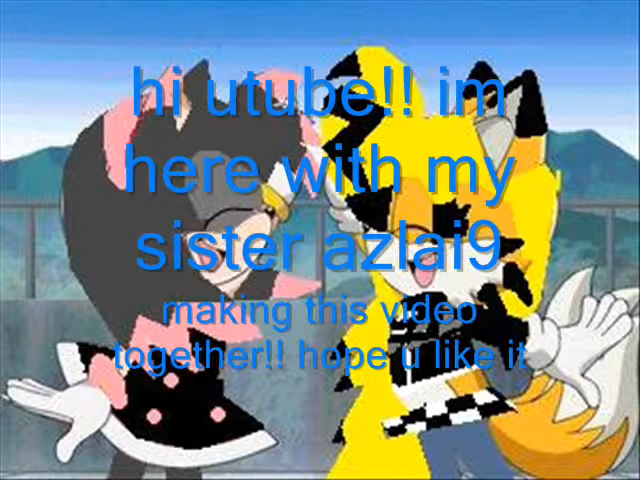 hi utube!! im
here with my
sister azlai9
making this video
together!! hope u like it